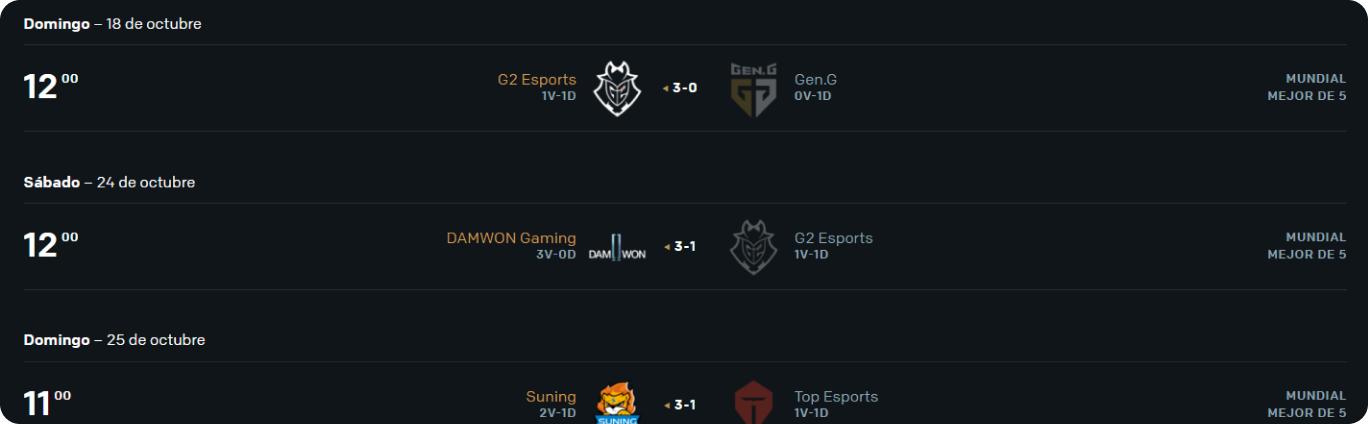 Domingo – 18 de octubre
12 00
G2 Esports
1V-1D
3-0
GEN.G
Gen.G
0V-1D
MUNDIAL
MEJOR DE 5
Sábado – 24 de octubre
12 00
DAMWON Gaming
3V-0D
DAMWON
3-1
G2 Esports
1V-1D
MUNDIAL
MEJOR DE 5
Domingo – 25 de octubre
11 00
Suning
2V-1D
SUNING
3-1
Top Esports
1V-1D
MUNDIAL
MEJOR DE 5